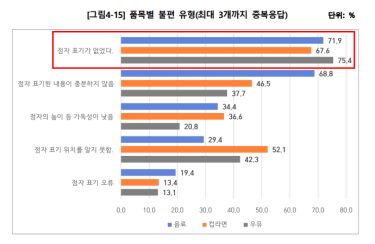 [그림4-15] 품목별 불편 유형(최대 3개까지 중복응답)
단위: %
점자 표기가 없었다.
71.9
67.6
75.4
점자 표기된 내용이 충분하지 않음
68.8
46.5
37.7
점자의 높이 등 가독성이 낮음
34.4
36.6
20.8
점자 표기 위치를 알지 못함.
29.4
52.1
42.3
점자 표기 오류
19.4
13.4
13.1
0.0 10.0 20.0 30.0 40.0 50.0 60.0 70.0 80.0
음료 컵라면 우유